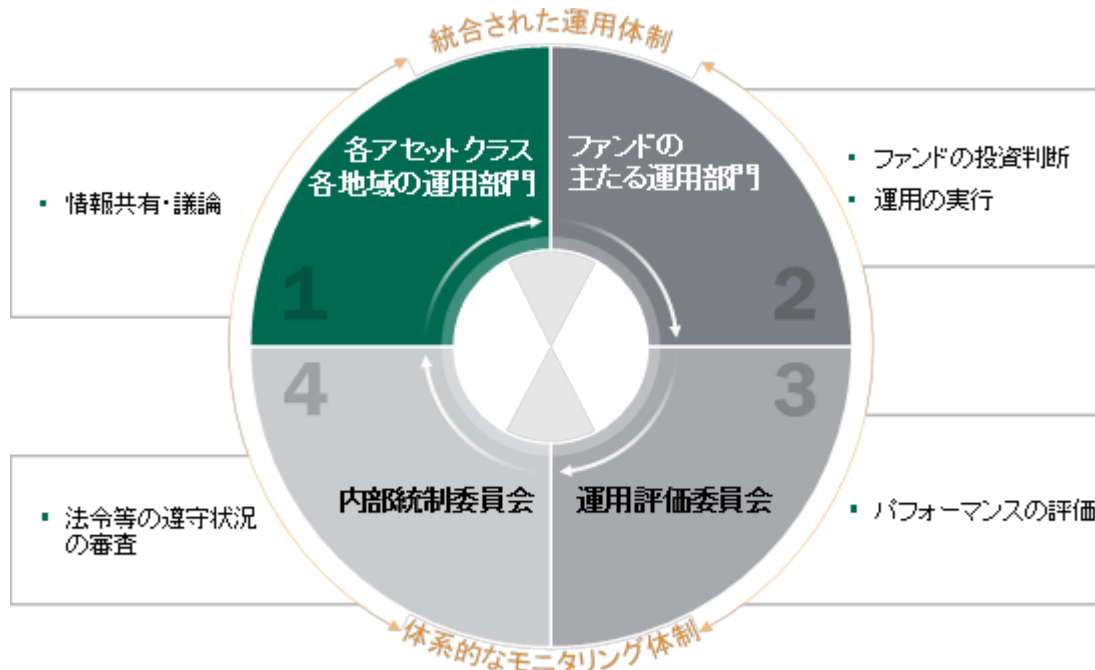 統合された運用体制
各アセットクラス
各地域の運用部門
1
▪ 情報共有・議論
ファンドの
主たる運用部門
2
▪ ファンドの投資判断
▪ 運用の実行
3
運用評価委員会
▪ パフォーマンスの評価
4
内部統制委員会
▪ 法令等の遵守状況
の審査
体系的なモニタリング体制